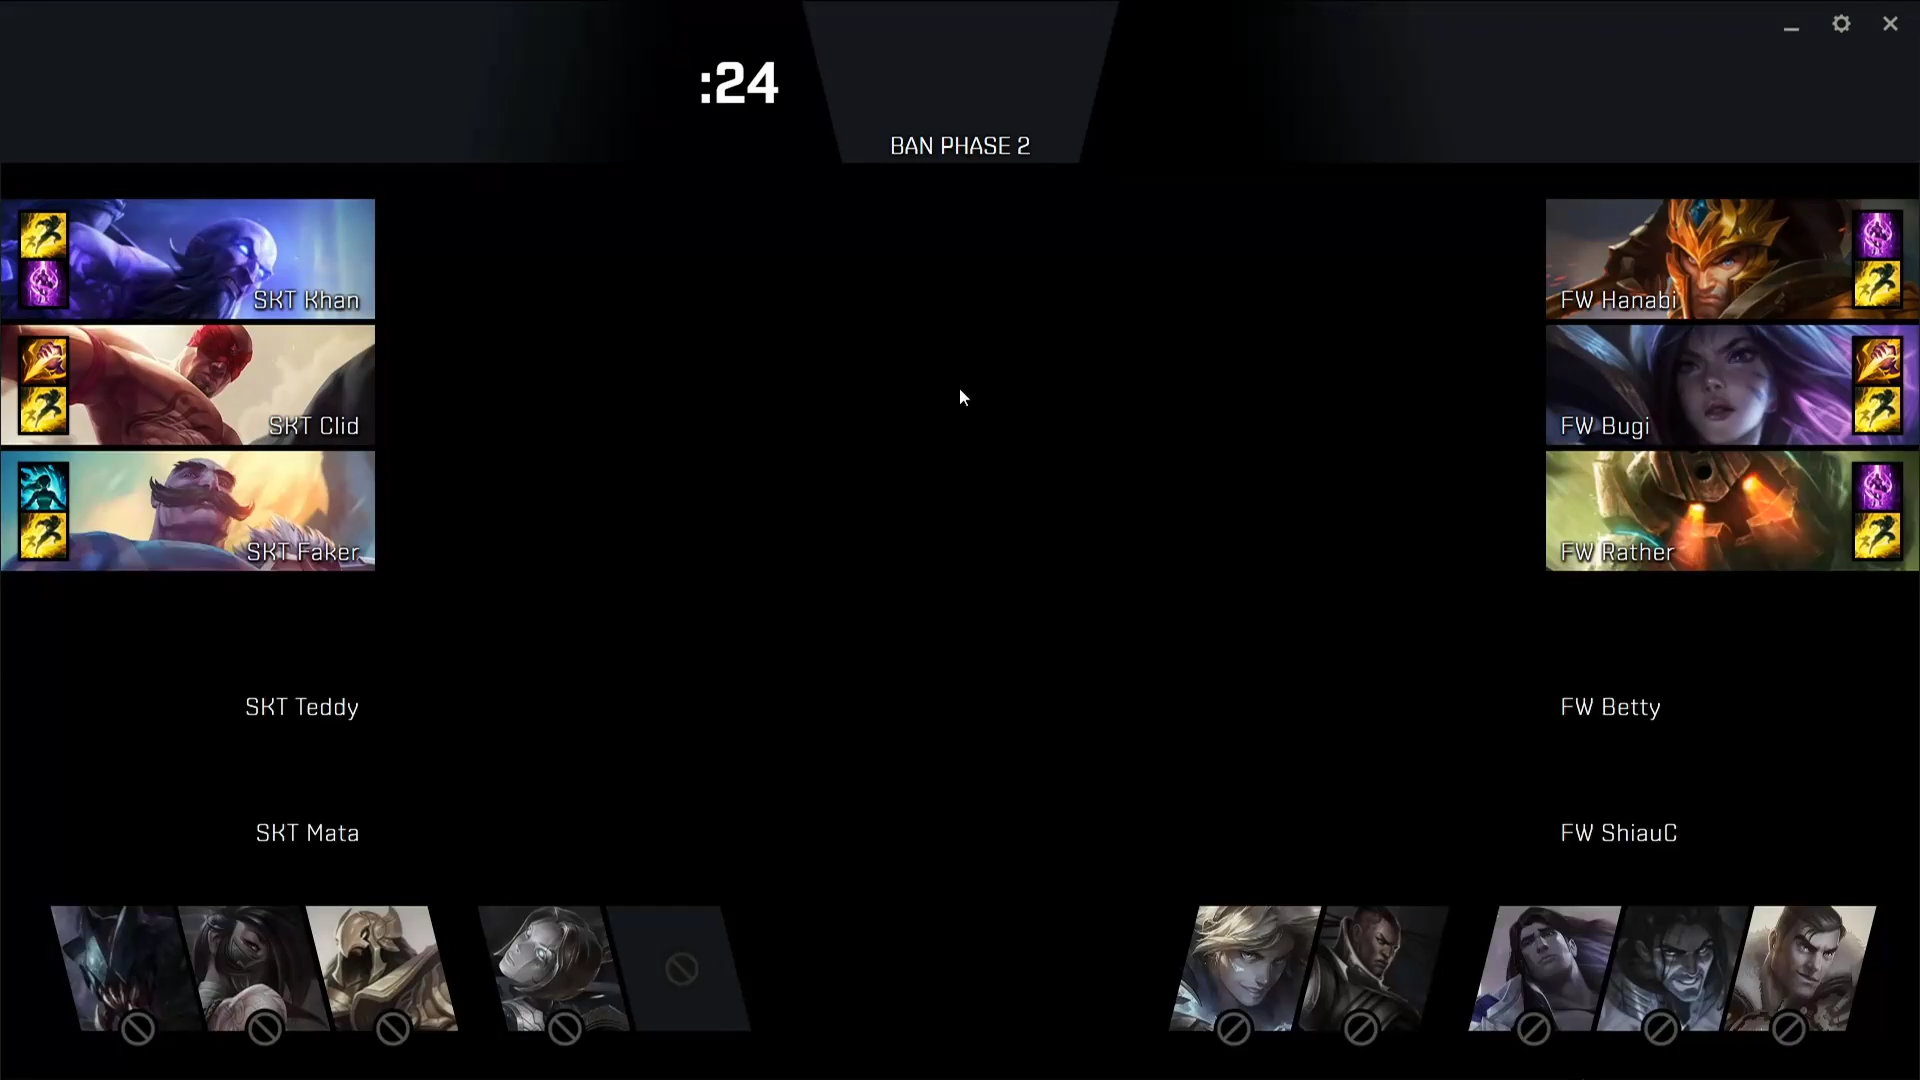 :24
BAN PHASE 2
SKT Khan
SKT Clid
SKT Faker
SKT Teddy
SKT Mata
FW Hanabi
FW Bugi
FW Rather
FW Betty
FW ShiauC